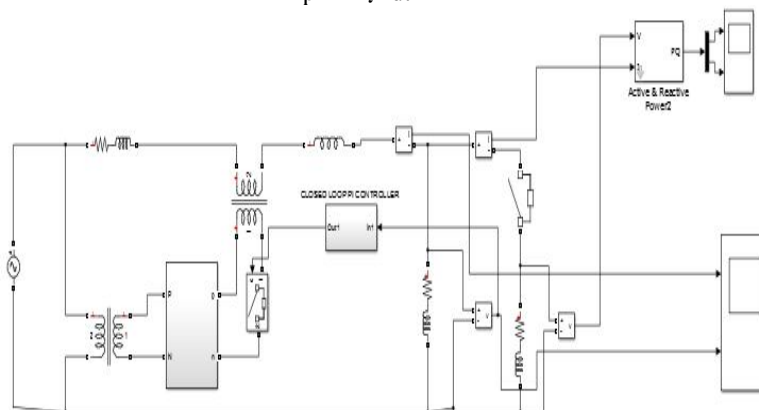 V
PQ
I
Active & Reactive
Power2
CLOSED LOOP PI CONTROLLER
Out1
In1
P
N
g
n
v
v